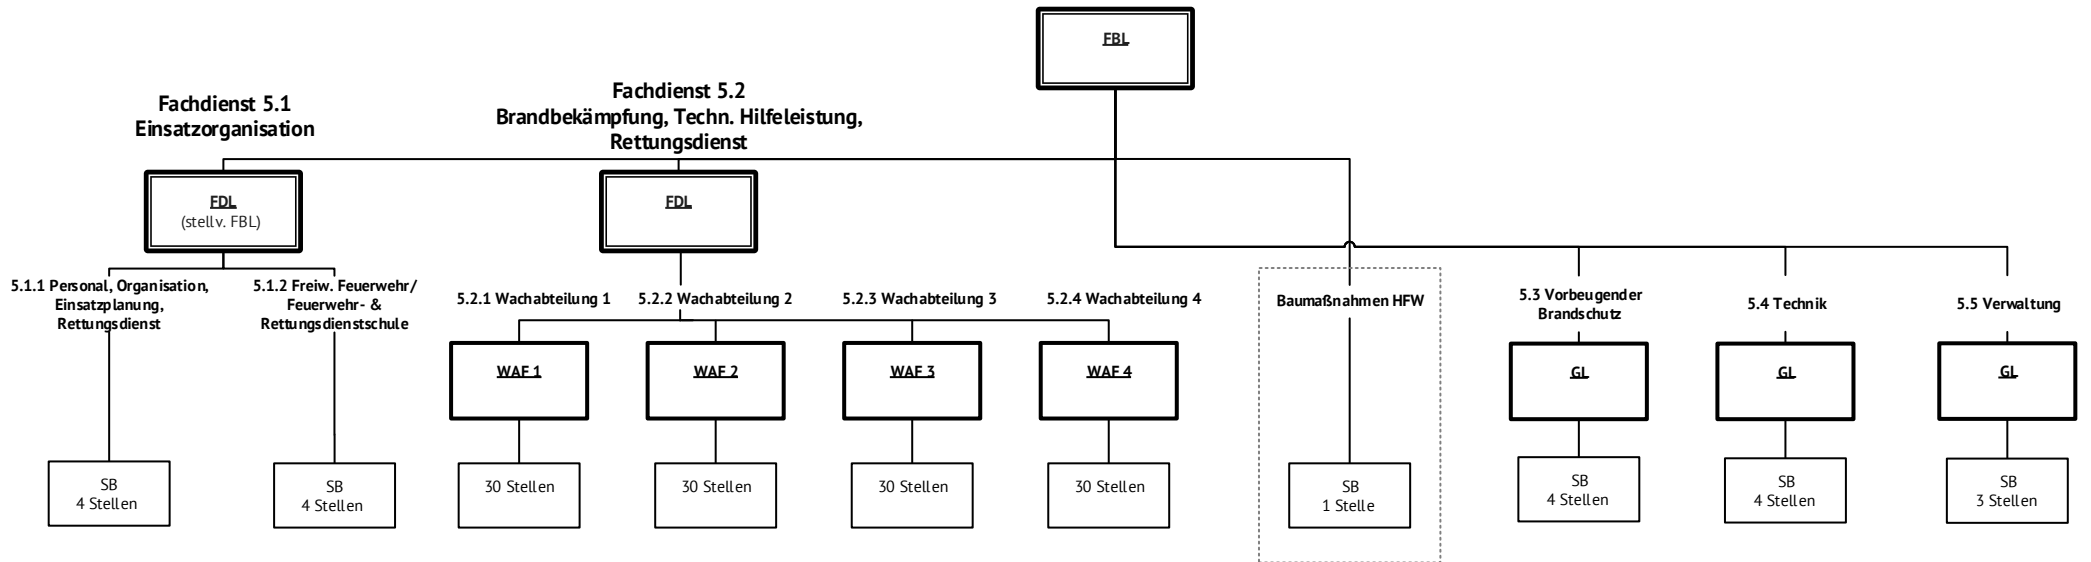 FBL
Fachdienst 5.1
Einsatzorganisation
Fachdienst 5.2
Brandbekämpfung, Techn. Hilfeleistung,
Rettungsdienst
FDL
(stellv. FBL)
FDL
5.1.1 Personal, Organisation,
Einsatzplanung,
Rettungsdienst
5.1.2 Freiw. Feuerwehr/
Feuerwehr- &
Rettungsdienstschule
5.2.1 Wachabteilung 1
5.2.2 Wachabteilung 2
5.2.3 Wachabteilung 3
5.2.4 Wachabteilung 4
Baumaßnahmen HFW
5.3 Vorbeugender
Brandschutz
5.4 Technik
5.5 Verwaltung
WAF 1
WAF 2
WAF 3
WAF 4
GL
GL
GL
SB
4 Stellen
SB
4 Stellen
30 Stellen
30 Stellen
30 Stellen
30 Stellen
SB
1 Stelle
SB
4 Stellen
SB
4 Stellen
SB
3 Stellen